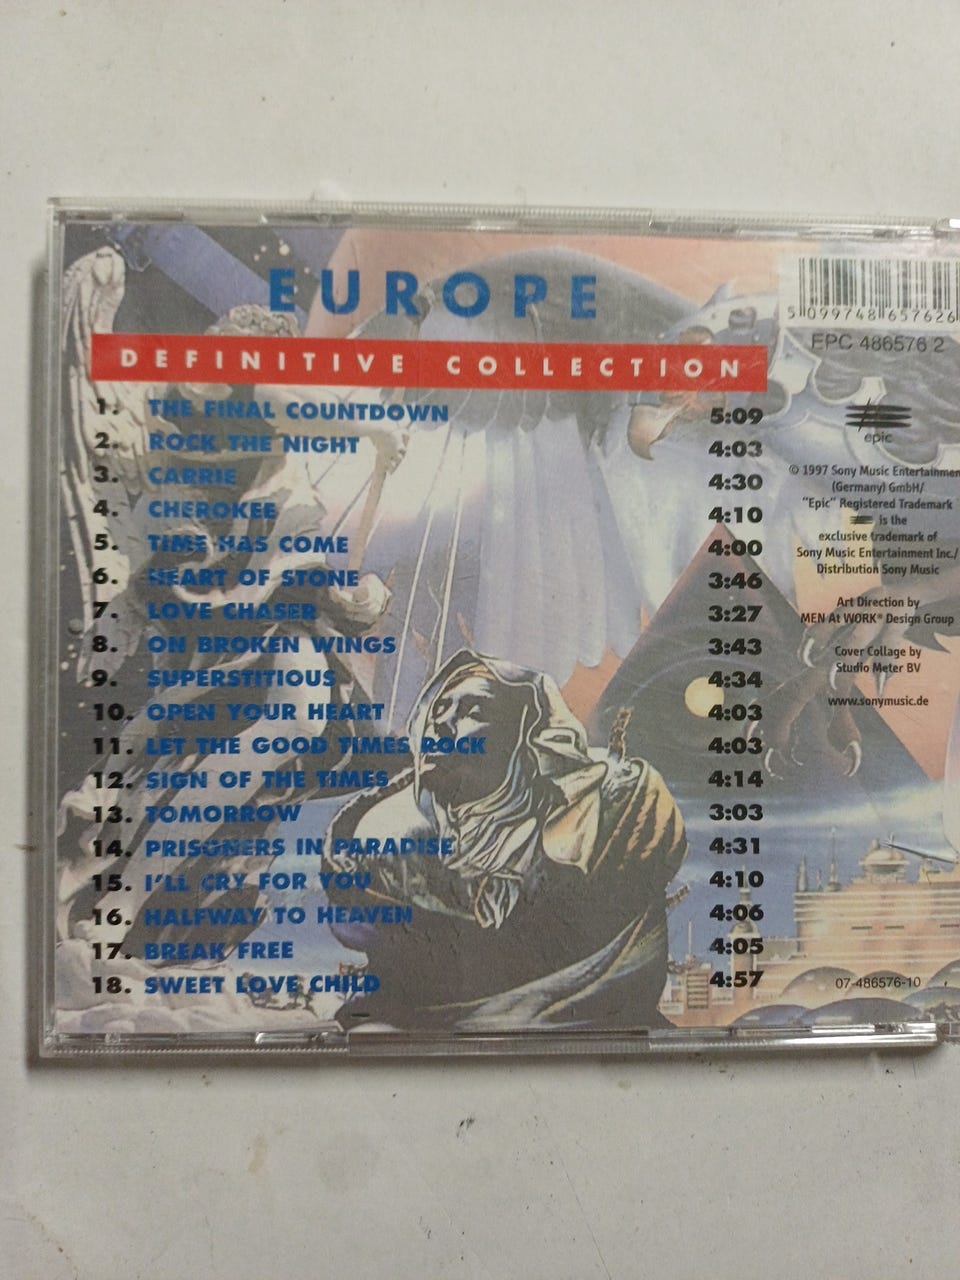 EUROPE
DEFINITIVE COLLECTION
1. THE FINAL COUNTDOWN 5:09
2. ROCK THE NIGHT 4:03
3. CARRIE 4:30
4. CHEROKEE 4:10
5. TIME HAS COME 4:00
6. HEART OF STONE 3:46
7. LOVE CHASER 3:27
8. ON BROKEN WINGS 3:43
9. SUPERSTITIOUS 4:34
10. OPEN YOUR HEART 4:03
11. LET THE GOOD TIMES ROCK 4:03
12. SIGN OF THE TIMES 4:14
13. TOMORROW 3:03
14. PRISONERS IN PARADISE 4:31
15. I'LL CRY FOR YOU 4:10
16. HALFWAY TO HEAVEN 4:06
17. BREAK FREE 4:05
18. SWEET LOVE CHILD 4:57
5 099748 657626
EPC 486576 2
epic
© 1997 Sony Music Entertainmen
(Germany) GmbH/
"Epic" Registered Trademark
is the
exclusive trademark of
Sony Music Entertainment Inc./
Distribution Sony Music
Art Direction by
MEN At WORK® Design Group
Cover Collage by
Studio Meter BV
www.sonymusic.de
07-486576-10